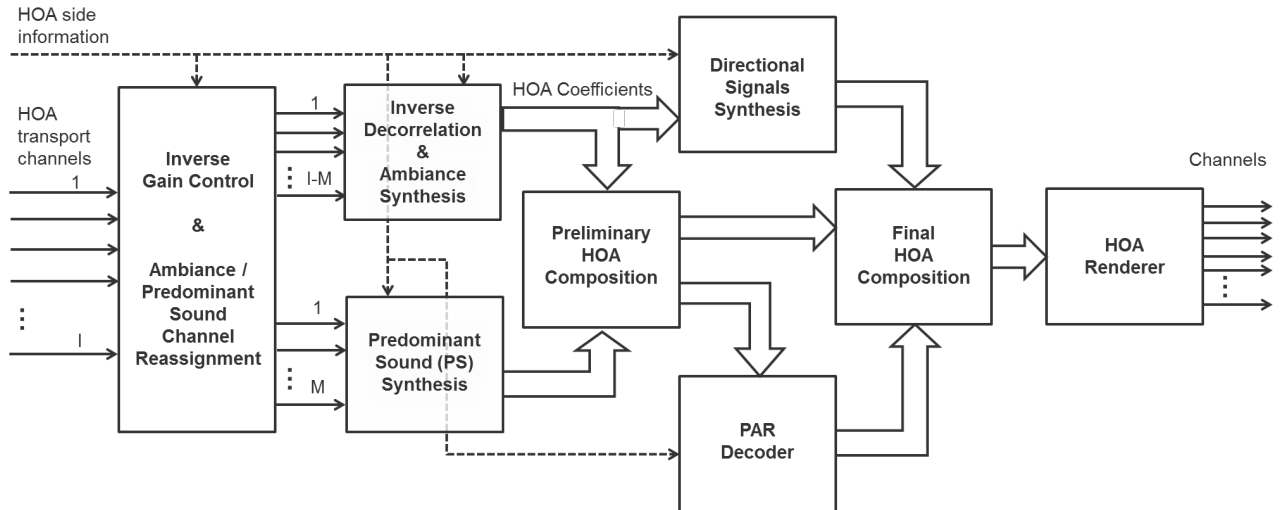 HOA side
information
HOA
transport
channels
1
I
Inverse
Gain Control
&
Ambiance /
Predominant
Sound
Channel
Reassignment
1
I-M
1
M
Inverse
Decorrelation
&
Ambiance
Synthesis
Predominant
Sound (PS)
Synthesis
HOA Coefficients
Preliminary
HOA
Composition
Directional
Signals
Synthesis
PAR
Decoder
Final
HOA
Composition
HOA
Renderer
Channels